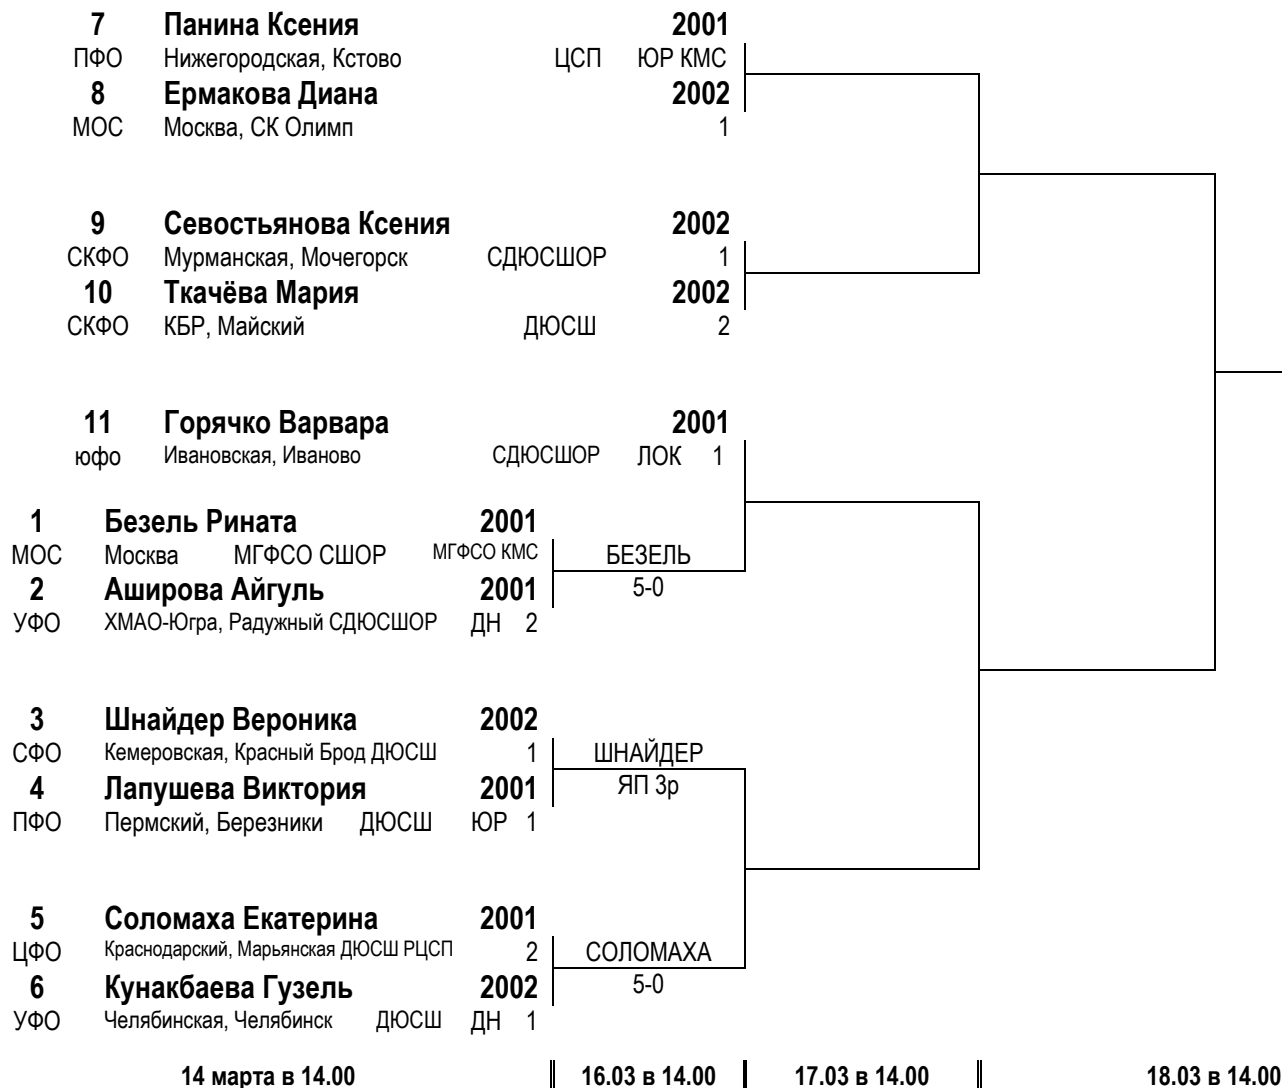 7 Панина Ксения 2001
ПФО Нижегородская, Кстово ЦСП ЮР КМС
8 Ермакова Диана 2002
МОС Москва, СК Олимп 1
9 Севостьянова Ксения 2002
СКФО Мурманская, Мочегорск СДЮСШОР 1
10 Ткачёва Мария 2002
СКФО КБР, Майский ДЮСШ 2
11 Горячко Варвара 2001
юфо Ивановская, Иваново СДЮСШОР ЛОК 1
1 Безель Рината 2001
МОС Москва МГФСО СШОР МГФСО КМС БЕЗЕЛЬ
2 Аширова Айгуль 2001 5-0
УФО ХМАО-Югра, Радужный СДЮСШОР ДН 2
3 Шнайдер Вероника 2002
СФО Кемеровская, Красный Брод ДЮСШ 1 ШНАЙДЕР
4 Лапушева Виктория 2001 ЯП 3р
ПФО Пермский, Березники ДЮСШ ЮР 1
5 Соломаха Екатерина 2001
ЦФО Краснодарский, Марьянская ДЮСШ РЦСП 2 СОЛОМАХА
6 Кунакбаева Гузель 2002 5-0
УФО Челябинская, Челябинск ДЮСШ ДН 1
14 марта в 14.00 16.03 в 14.00 17.03 в 14.00 18.03 в 14.00